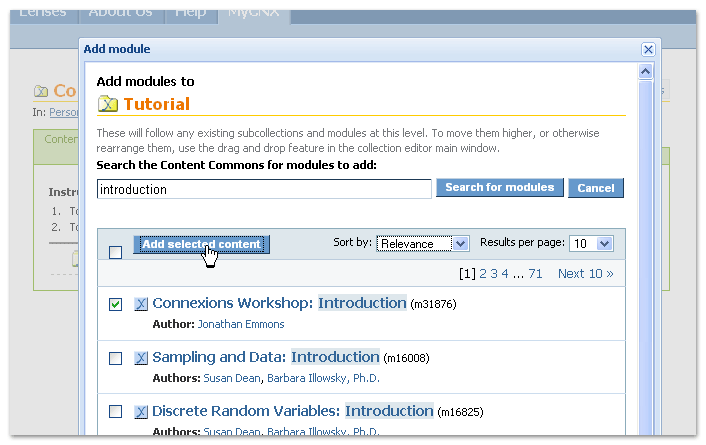 Lenses About Us Help MyCNX
Add module
Add modules to
Co
Tutorial
In: Person
These will follow any existing subcollections and modules at this level. To move them higher, or otherwise
rearrange them, use the drag and drop feature in the collection editor main window.
Conten
Search the Content Commons for modules to add:
introduction Search for modules Cancel
Instru
1. To
2. To
Add selected content Sort by: Relevance Results per page: 10
[1] 2 3 4 ... 71 Next 10 »
Connexions Workshop: Introduction (m31876)
Author: Jonathan Emmons
Sampling and Data: Introduction (m16008)
Authors: Susan Dean, Barbara Illowsky, Ph.D.
Discrete Random Variables: Introduction (m16825)
Authors: Susan Dean, Barbara Illowsky, Ph.D.